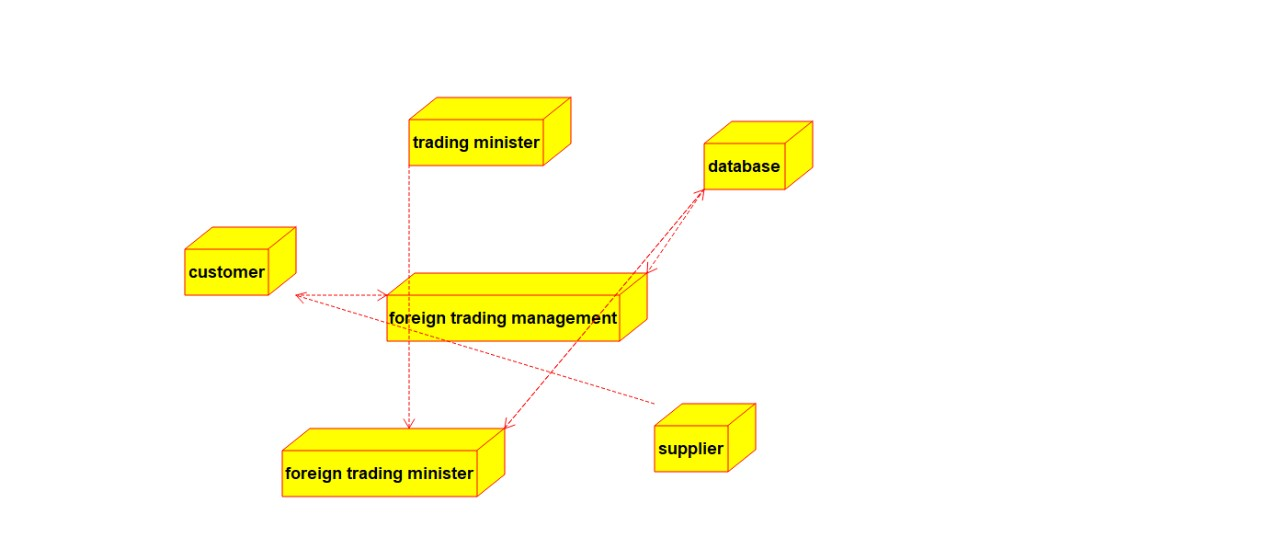 trading minister
database
customer
foreign trading management
supplier
foreign trading minister